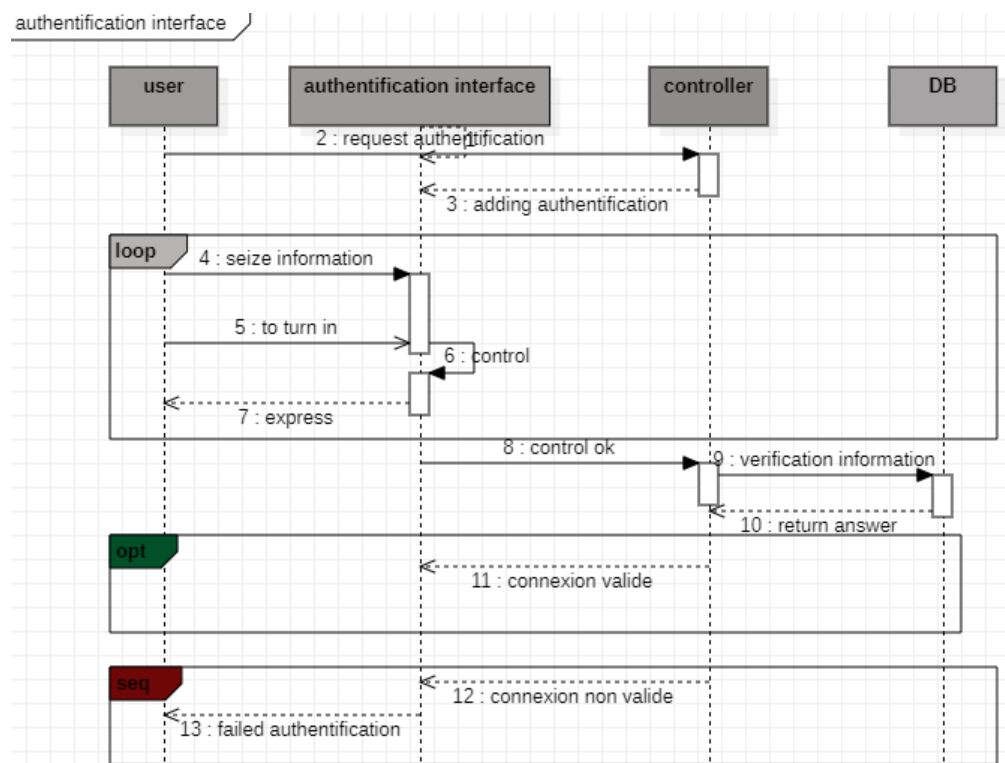 authentification interface
user
authentification interface
controller
DB
1 :
2 : request authentification
3 : adding authentification
loop
4 : seize information
5 : to turn in
6 : control
7 : express
8 : control ok
9 : verification information
10 : return answer
opt
11 : connexion valide
seq
12 : connexion non valide
13 : failed authentification